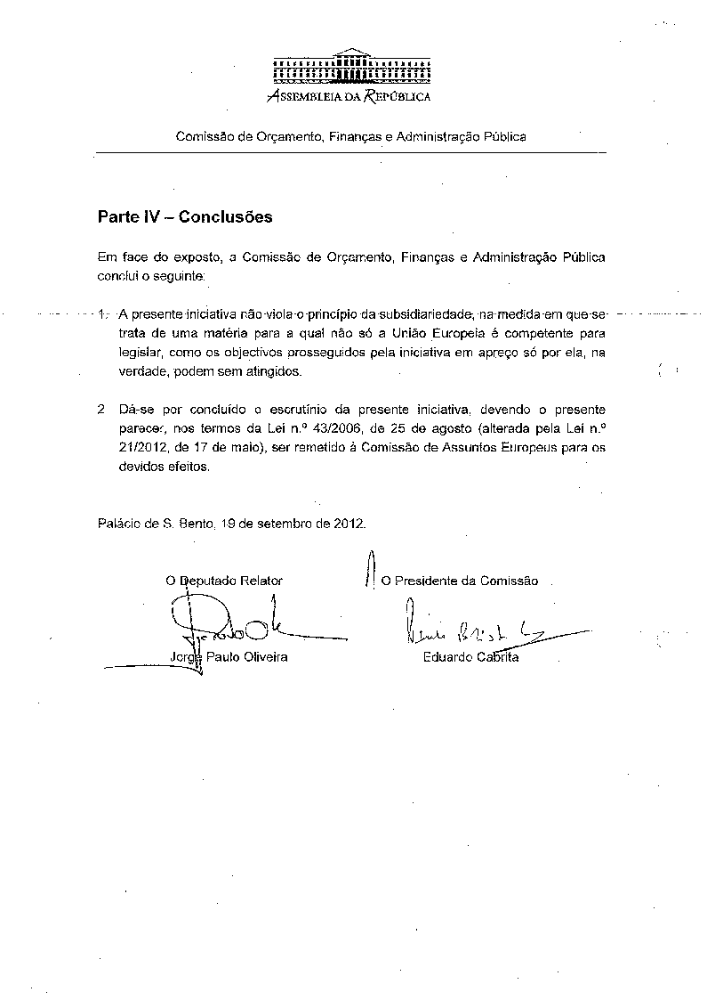 ASSEMBLEIA DA REPÚBLICA
Comissão de Orçamento, Finanças e Administração Pública
Parte IV – Conclusões
Em face do exposto, a Comissão de Orçamento, Finanças e Administração Pública
conclui o seguinte:
1. A presente iniciativa não viola o princípio da subsidiariedade, na medida em que se
trata de uma matéria para a qual não só a União Europeia é competente para
legislar, como os objectivos prosseguidos pela iniciativa em apreço só por ela, na
verdade, podem sem atingidos.
2 Dá-se por concluído o escrutínio da presente iniciativa, devendo o presente
parecer, nos termos da Lei n.º 43/2006, de 25 de agosto (alterada pela Lei n.º
21/2012, de 17 de maio), ser remetido à Comissão de Assuntos Europeus para os
devidos efeitos.
Palácio de S. Bento, 19 de setembro de 2012.
O Deputado Relator
O Presidente da Comissão
Jorge Paulo Oliveira
Eduardo Cabrita